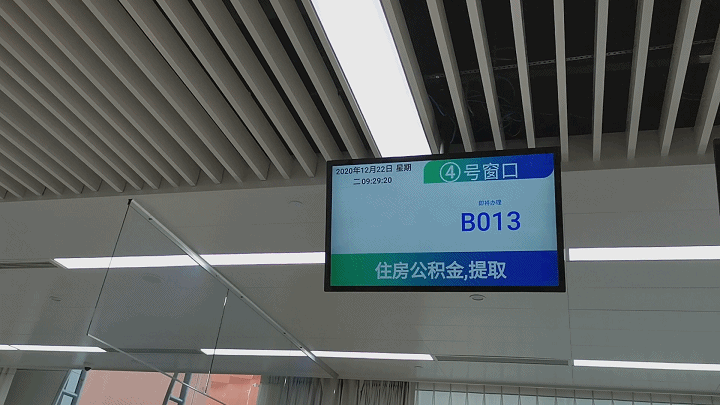 2020年12月22日 星期
二 09:29:20
④号窗口
即将办理
B013
住房公积金,提取